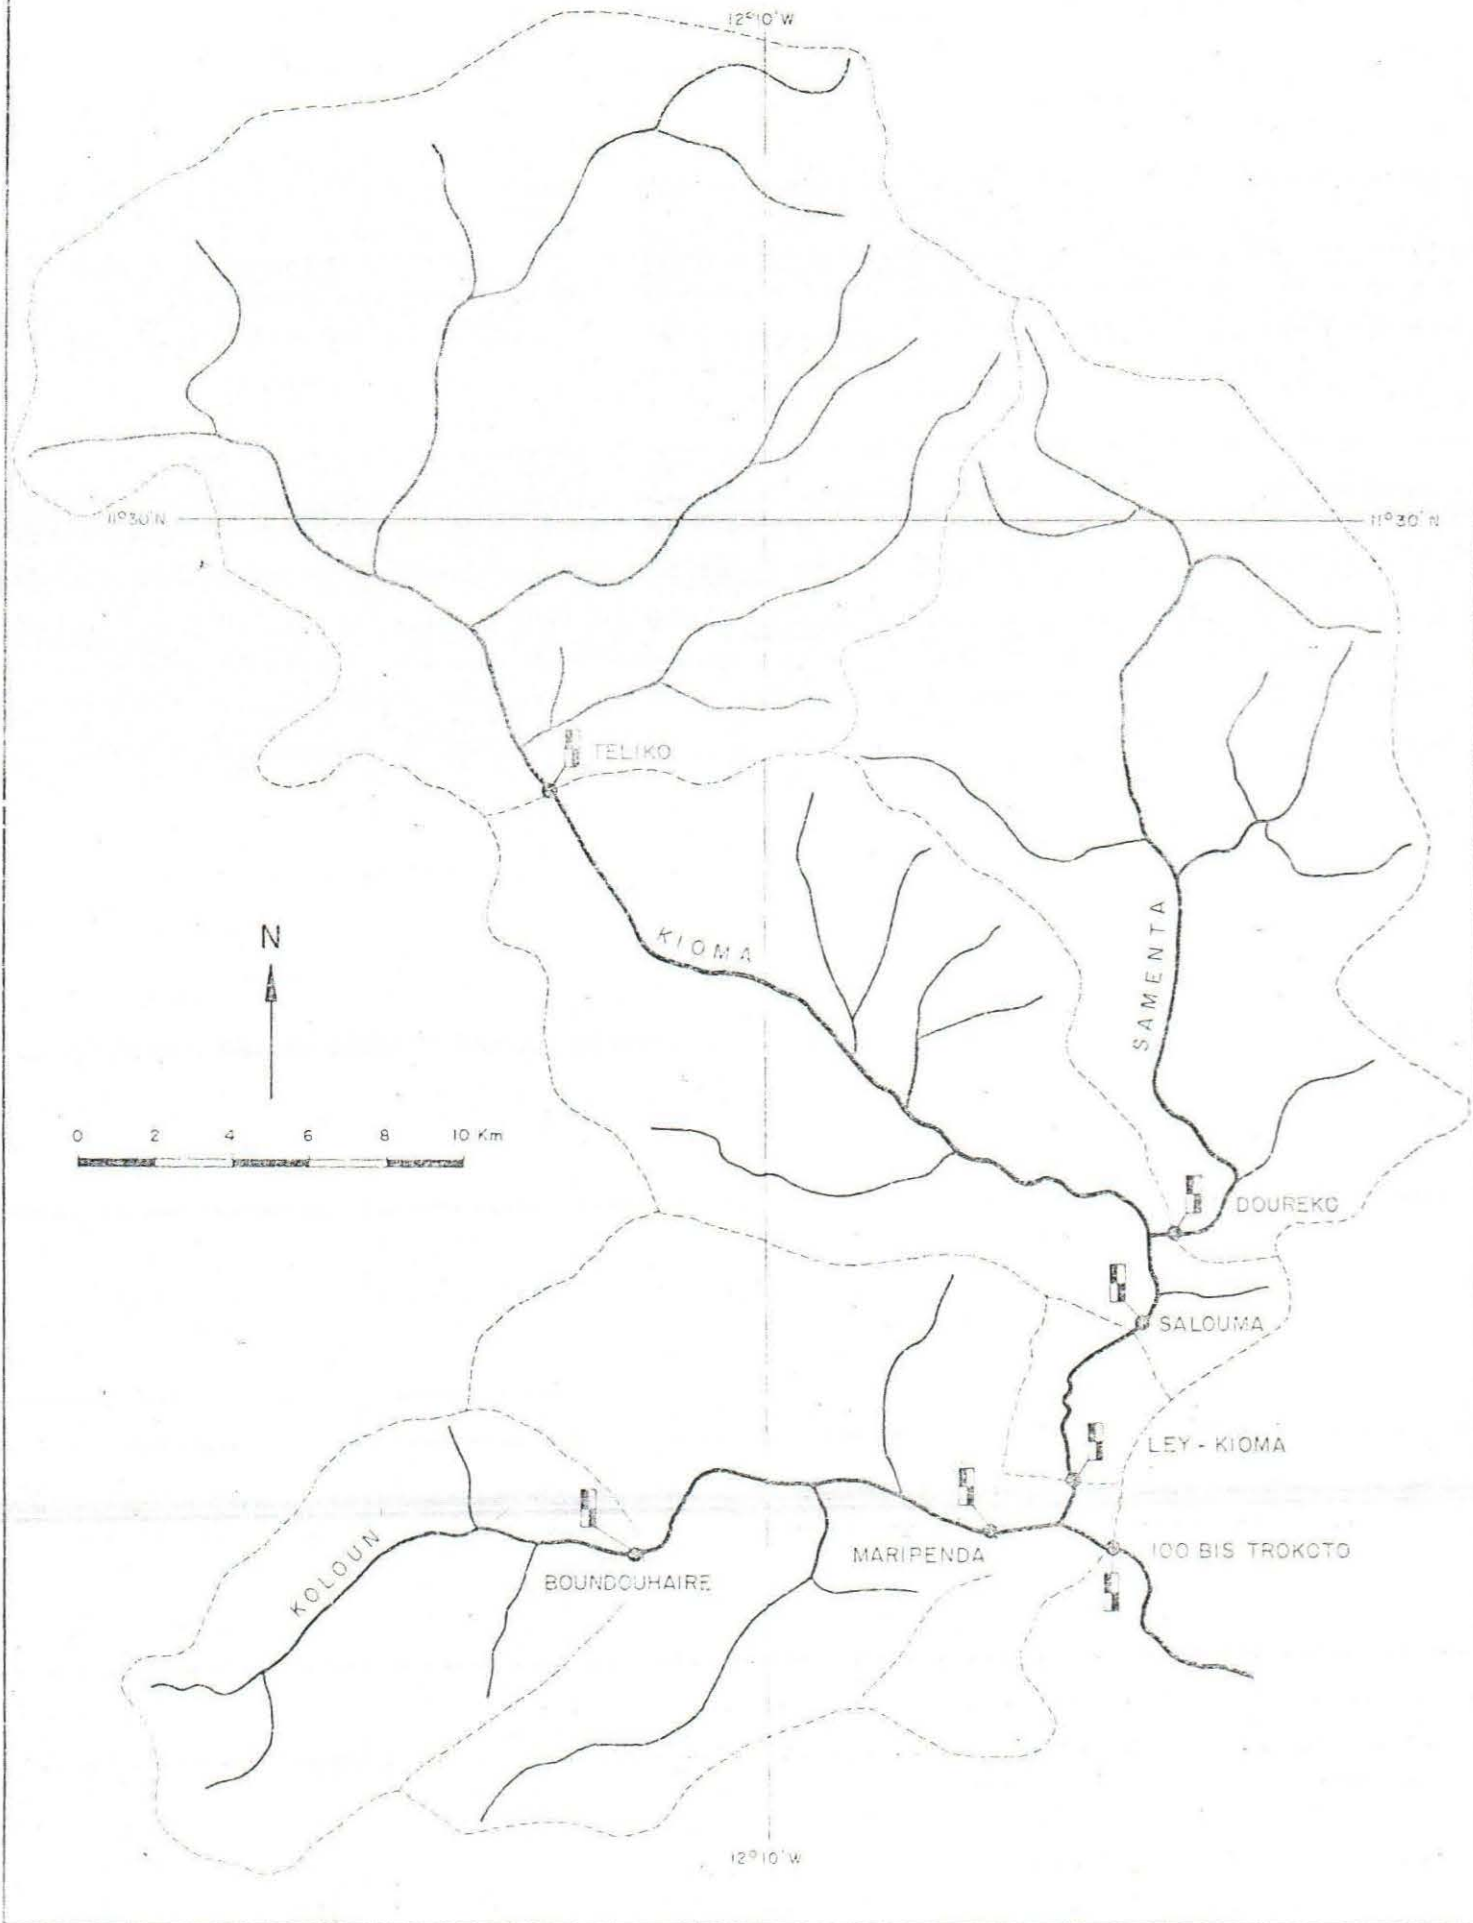 12°10'W
11°30'N
11°30'N
TELIKO
KIOMA
SAMENTA
N
0 2 4 6 8 10 Km
DOUREKO
SALOUMA
LEY - KIOMA
MARIPENDA
100 BIS TROKOTO
KOLOUN
BOUNDOUHAIRE
12°10'W